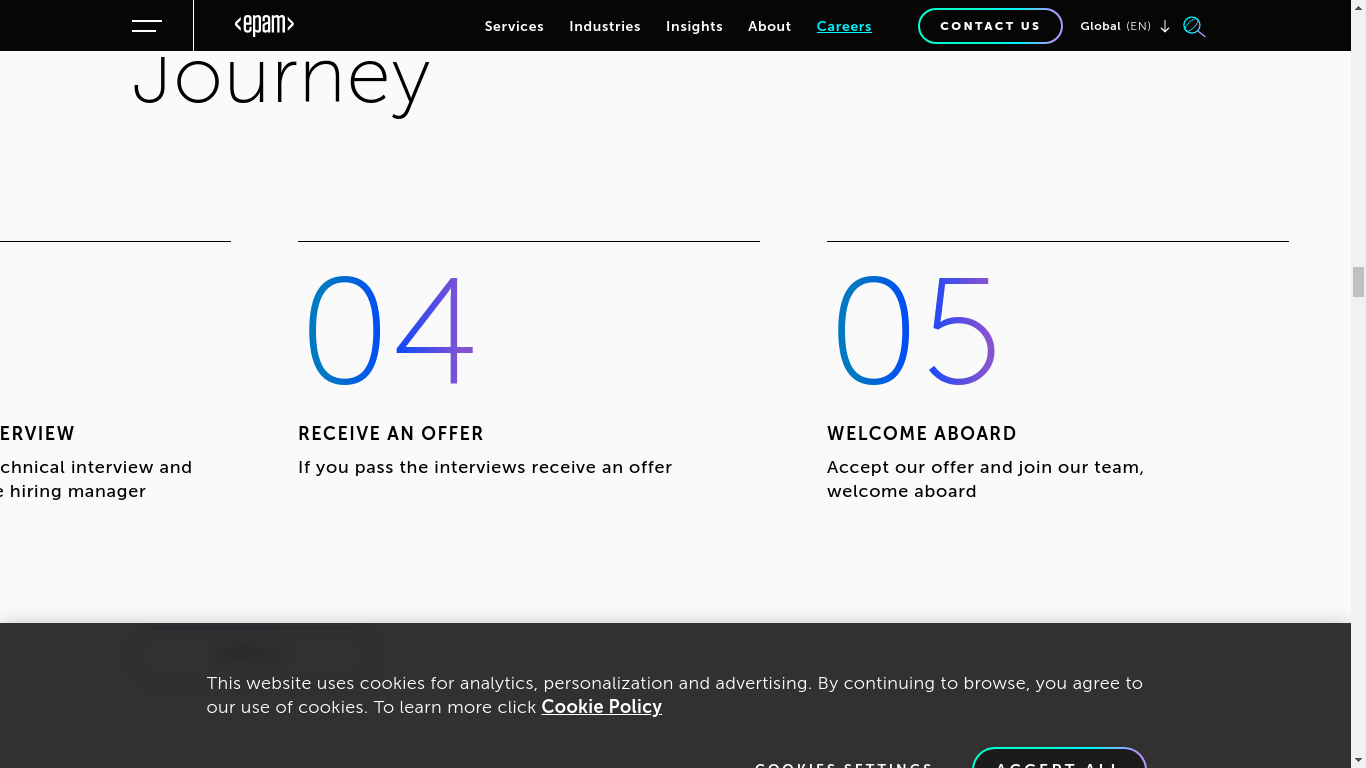 <epam>
Services
Industries
Insights
About
Careers
CONTACT US
Global (EN)
Journey
04
05
ERVIEW
RECEIVE AN OFFER
WELCOME ABOARD
chnical interview and
e hiring manager
If you pass the interviews receive an offer
Accept our offer and join our team,
welcome aboard
This website uses cookies for analytics, personalization and advertising. By continuing to browse, you agree to
our use of cookies. To learn more click Cookie Policy
COOKIES SETTINGS
ACCEPT ALL